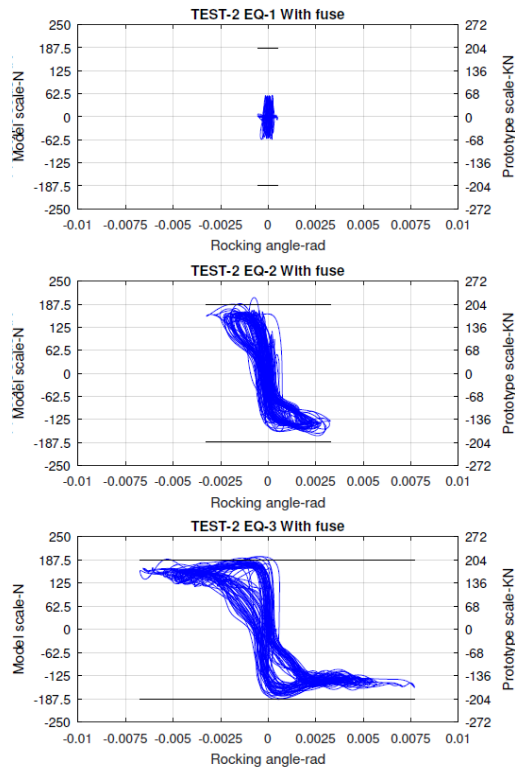 TEST-2 EQ-1 With fuse
250 272
187.5 204
125 136
62.5 68
0 0
-62.5 -68
-125 -136
-187.5 -204
-250 -272
Model scale-N
Prototype scale-KN
-0.01 -0.0075 -0.005 -0.0025 0 0.0025 0.005 0.0075 0.01
Rocking angle-rad
TEST-2 EQ-2 With fuse
250 272
187.5 204
125 136
62.5 68
0 0
-62.5 -68
-125 -136
-187.5 -204
-250 -272
Model scale-N
Prototype scale-KN
-0.01 -0.0075 -0.005 -0.0025 0 0.0025 0.005 0.0075 0.01
Rocking angle-rad
TEST-2 EQ-3 With fuse
250 272
187.5 204
125 136
62.5 68
0 0
-62.5 -68
-125 -136
-187.5 -204
-250 -272
Model scale-N
Prototype scale-KN
-0.01 -0.0075 -0.005 -0.0025 0 0.0025 0.005 0.0075 0.01
Rocking angle-rad